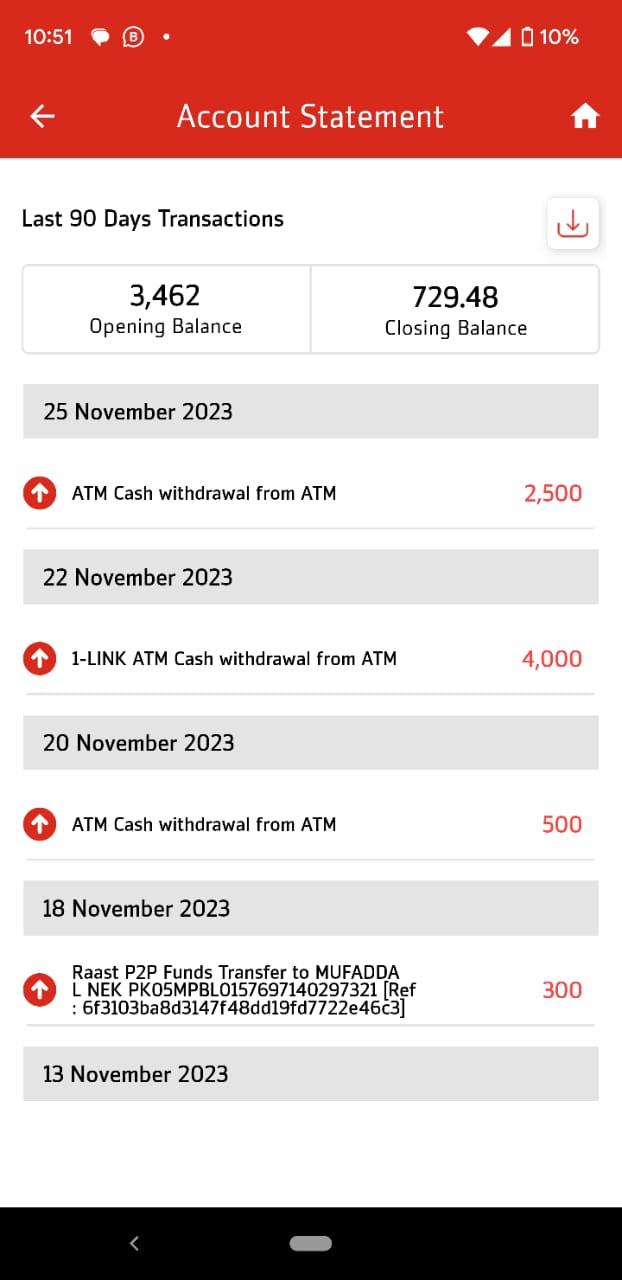 10:51 B 10%
Account Statement
Last 90 Days Transactions
3,462 729.48
Opening Balance Closing Balance
25 November 2023
ATM Cash withdrawal from ATM 2,500
22 November 2023
1-LINK ATM Cash withdrawal from ATM 4,000
20 November 2023
ATM Cash withdrawal from ATM 500
18 November 2023
Raast P2P Funds Transfer to MUFADDA
L NEK PK05MPBL0157697140297321 [Ref 300
: 6f3103ba8d3147f48dd19fd7722e46c3]
13 November 2023